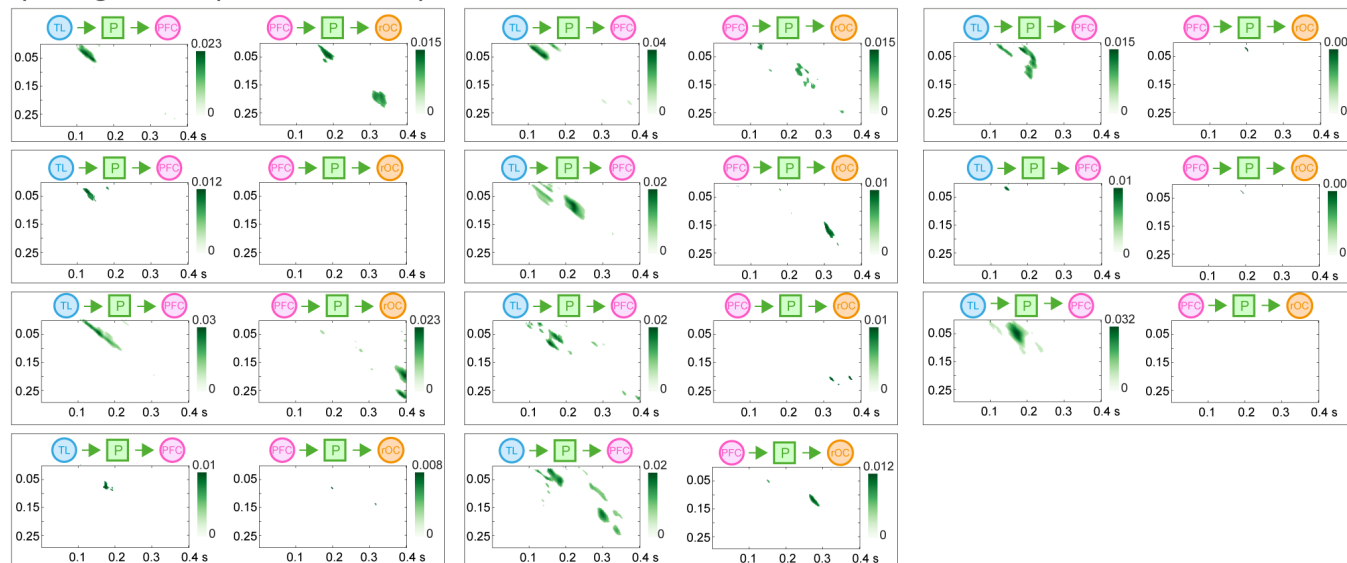 TL P PFC 0.023 PFC P rOC 0.015
0.05 0.05
0.15 0.15
0.25 0 0.25 0
0.1 0.2 0.3 0.4 s 0.1 0.2 0.3 0.4 s
TL P PFC 0.04 PFC P rOC 0.015
0.05 0.05
0.15 0.15
0.25 0 0.25 0
0.1 0.2 0.3 0.4 s 0.1 0.2 0.3 0.4 s
TL P PFC 0.015 PFC P rOC 0.00
0.05 0.05
0.15 0.15
0.25 0 0.25 0
0.1 0.2 0.3 0.4 s 0.1 0.2 0.3 0.4 s
TL P PFC 0.012 PFC P rOC
0.05 0.05
0.15 0.15
0.25 0 0.25
0.1 0.2 0.3 0.4 s 0.1 0.2 0.3 0.4 s
TL P PFC 0.02 PFC P rOC 0.01
0.05 0.05
0.15 0.15
0.25 0 0.25 0
0.1 0.2 0.3 0.4 s 0.1 0.2 0.3 0.4 s
TL P PFC 0.01 PFC P rOC 0.00
0.05 0.05
0.15 0.15
0.25 0 0.25 0
0.1 0.2 0.3 0.4 s 0.1 0.2 0.3 0.4 s
TL P PFC 0.03 PFC P rOC 0.023
0.05 0.05
0.15 0.15
0.25 0 0.25 0
0.1 0.2 0.3 0.4 s 0.1 0.2 0.3 0.4 s
TL P PFC 0.02 PFC P rOC 0.01
0.05 0.05
0.15 0.15
0.25 0 0.25 0
0.1 0.2 0.3 0.4 s 0.1 0.2 0.3 0.4 s
TL P PFC 0.032 PFC P rOC
0.05 0.05
0.15 0.15
0.25 0 0.25
0.1 0.2 0.3 0.4 s 0.1 0.2 0.3 0.4 s
TL P PFC 0.01 PFC P rOC 0.008
0.05 0.05
0.15 0.15
0.25 0 0.25 0
0.1 0.2 0.3 0.4 s 0.1 0.2 0.3 0.4 s
TL P PFC 0.02 PFC P rOC 0.012
0.05 0.05
0.15 0.15
0.25 0 0.25 0
0.1 0.2 0.3 0.4 s 0.1 0.2 0.3 0.4 s